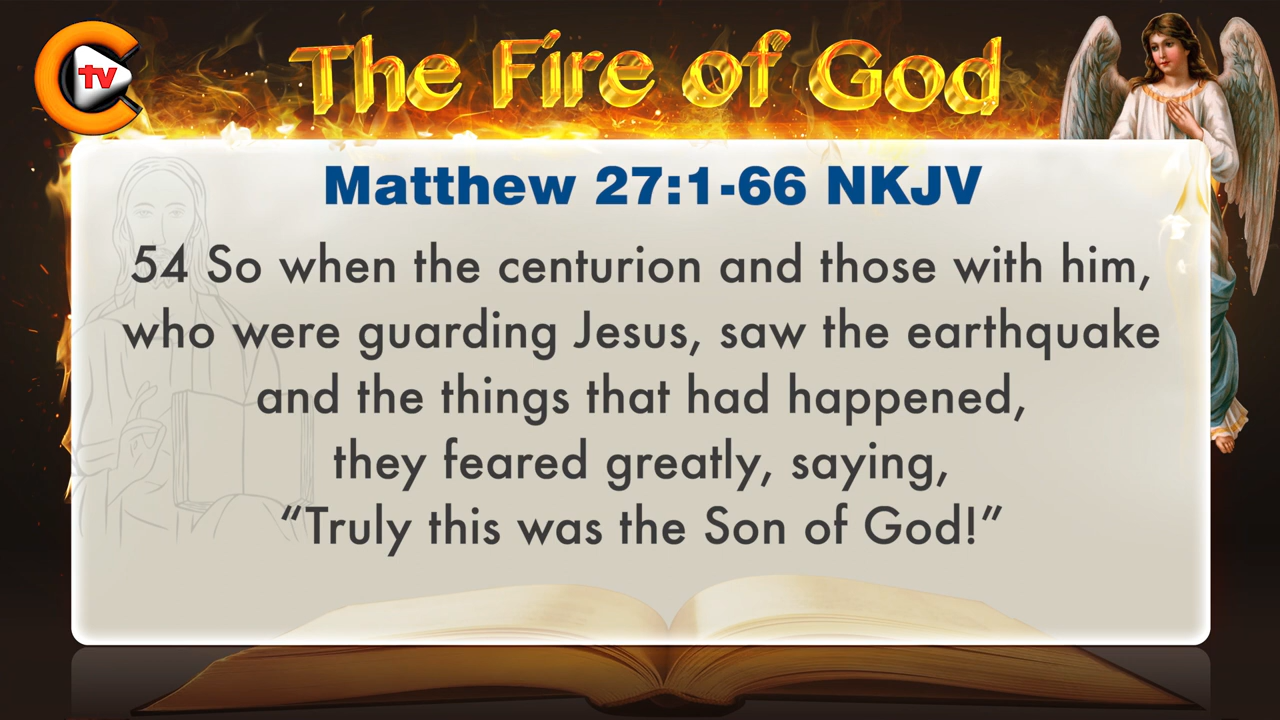 tv
The Fire of God
Matthew 27:1-66 NKJV
54 So when the centurion and those with him,
who were guarding Jesus, saw the earthquake
and the things that had happened,
they feared greatly, saying,
“Truly this was the Son of God!”